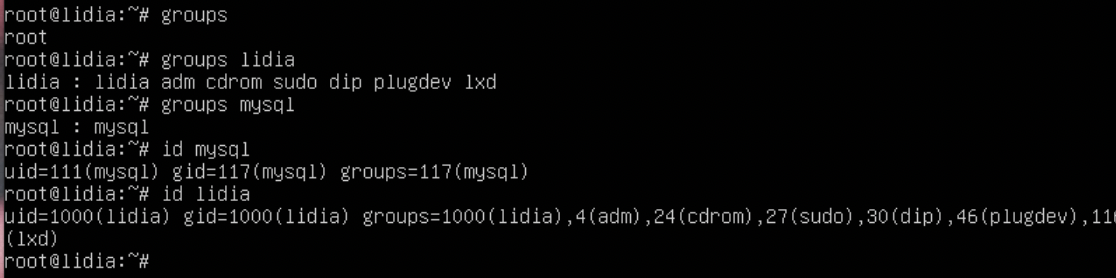 root@lidia:~# groups
root
root@lidia:~# groups lidia
lidia : lidia adm cdrom sudo dip plugdev lxd
root@lidia:~# groups mysql
mysql : mysql
root@lidia:~# id mysql
uid=111(mysql) gid=117(mysql) groups=117(mysql)
root@lidia:~# id lidia
uid=1000(lidia) gid=1000(lidia) groups=1000(lidia),4(adm),24(cdrom),27(sudo),30(dip),46(plugdev),116
(lxd)
root@lidia:~#